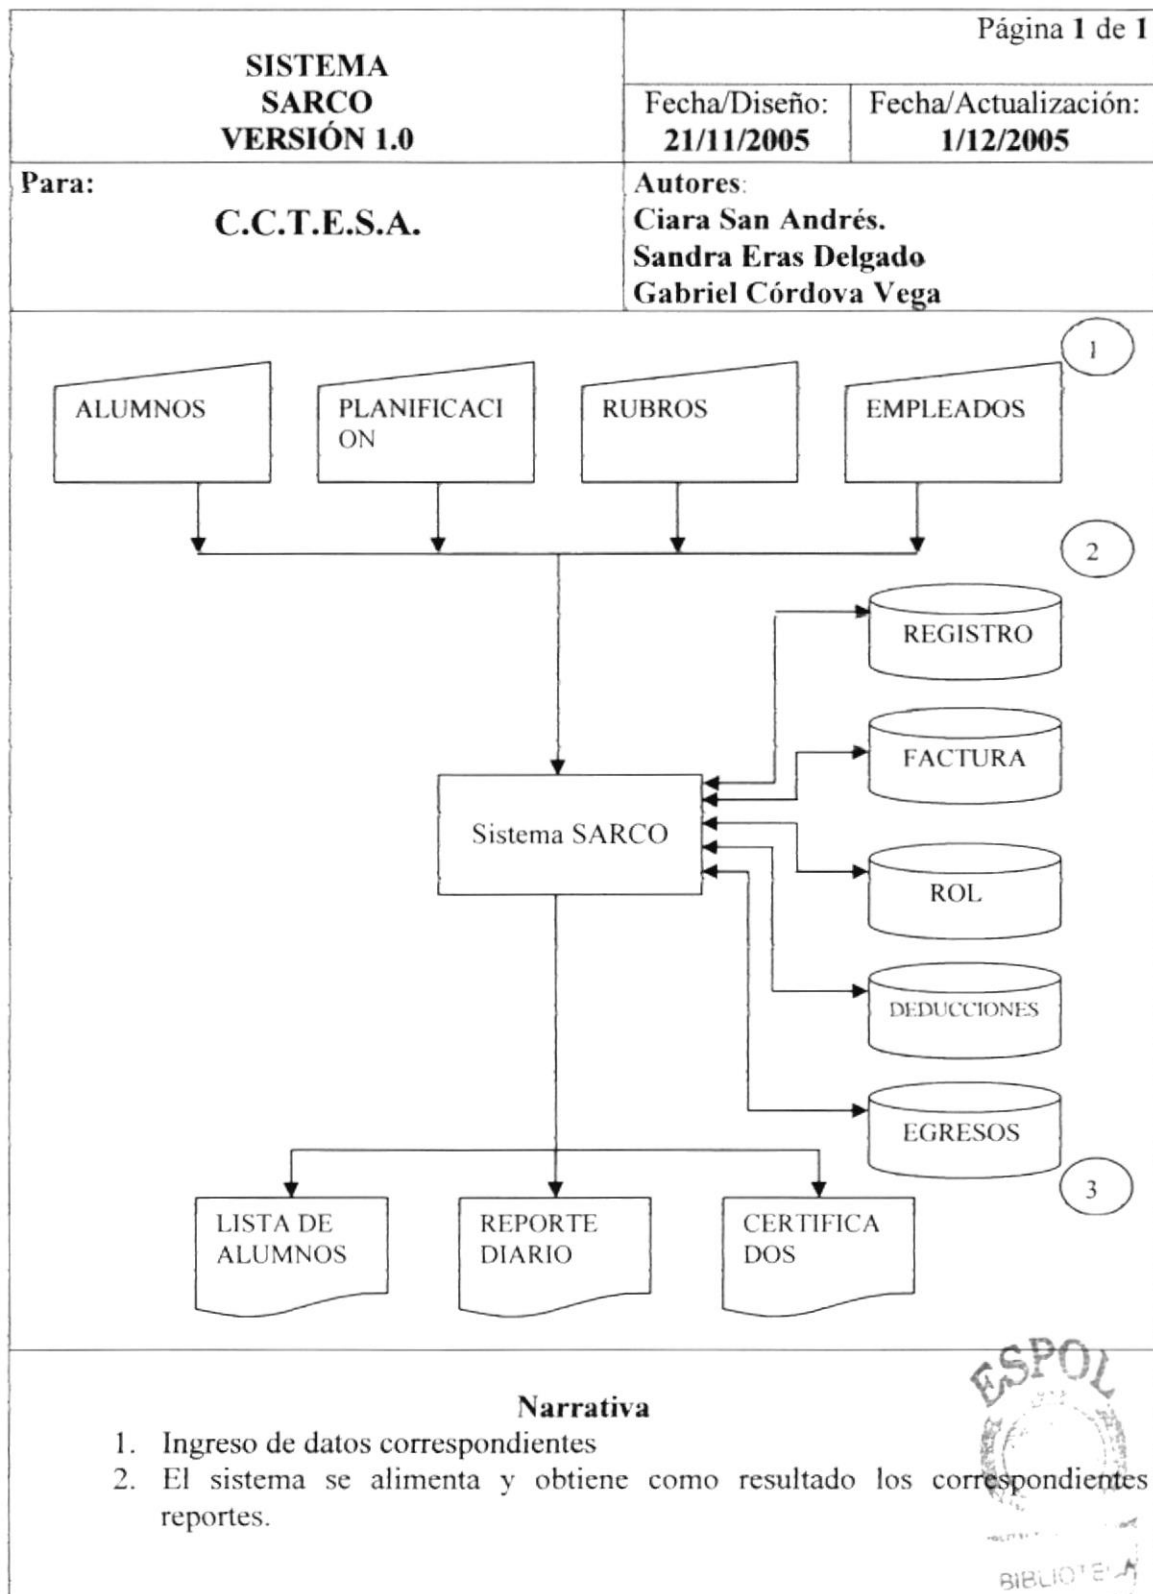 Página 1 de 1
SISTEMA
SARCO
VERSIÓN 1.0
Fecha/Diseño:
21/11/2005
Fecha/Actualización:
1/12/2005
Para:
C.C.T.E.S.A.
Autores:
Ciara San Andrés.
Sandra Eras Delgado
Gabriel Córdova Vega
1
ALUMNOS
PLANIFICACI
ON
RUBROS
EMPLEADOS
2
REGISTRO
FACTURA
Sistema SARCO
ROL
DEDUCCIONES
EGRESOS
3
LISTA DE
ALUMNOS
REPORTE
DIARIO
CERTIFICA
DOS
ESPOL
Narrativa
1. Ingreso de datos correspondientes
2. El sistema se alimenta y obtiene como resultado los correspondientes
reportes.